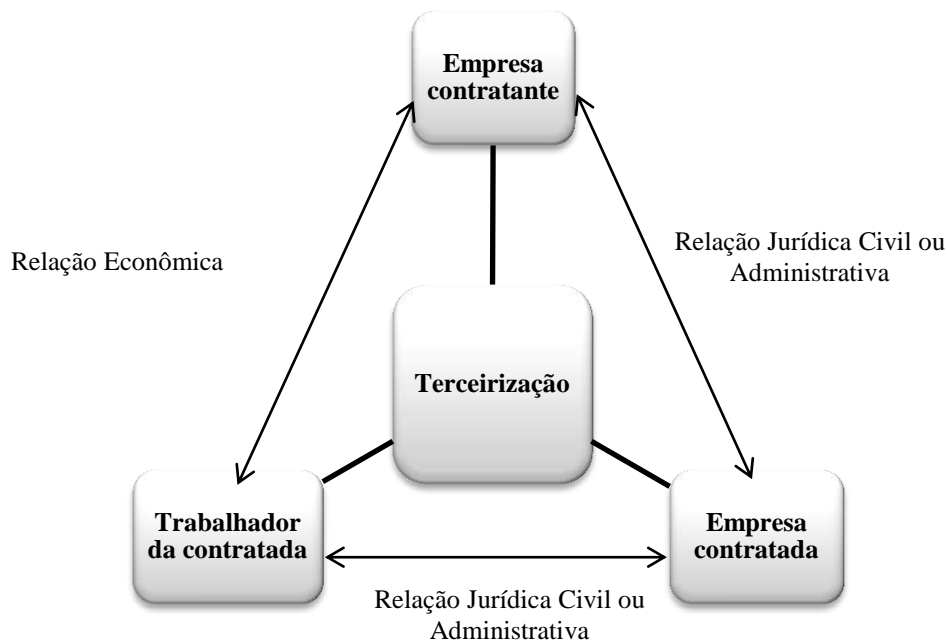 Empresa
contratante
Relação Econômica
Relação Jurídica Civil ou
Administrativa
Terceirização
Trabalhador
da contratada
Empresa
contratada
Relação Jurídica Civil ou
Administrativa